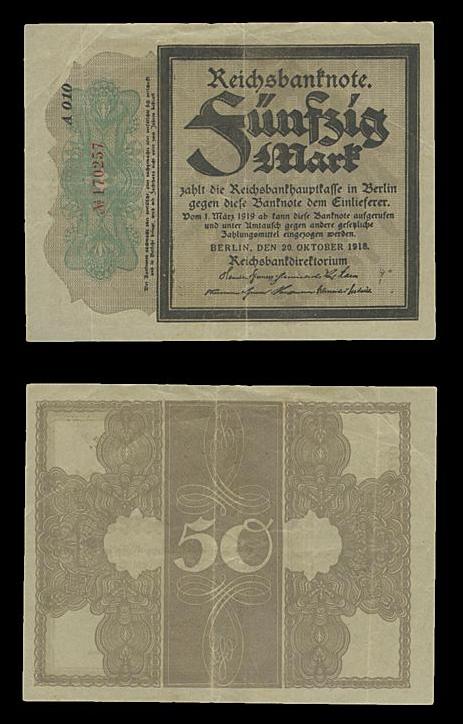 A 010
№ 170257
Reichsbanknote.
Fünfzig
Mark
zahlt die Reichsbankhauptkasse in Berlin
gegen diese Banknote dem Einlieferer.
Vom 1. März 1919 ab kann diese Banknote aufgerufen
und unter Umtausch gegen andere gesetzliche
Zahlungsmittel eingezogen werden.
BERLIN, DEN 20. OKTOBER 1918.
Reichsbankdirektorium
50